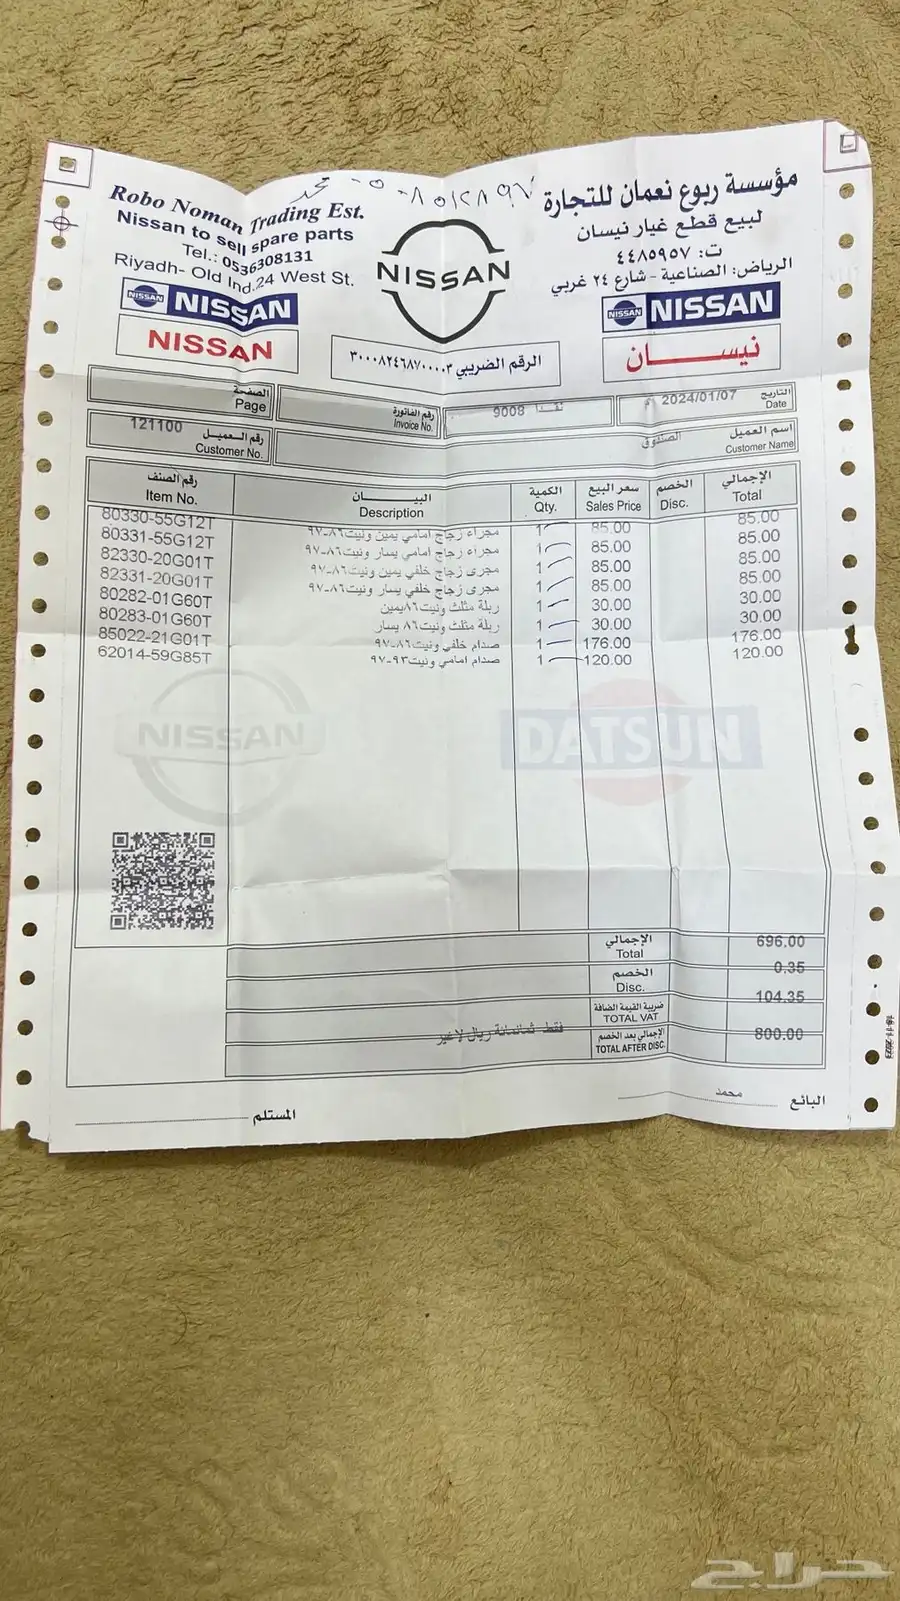 Robo Noman Trading Est.
Nissan to sell spare parts
Tel.: 0536308131
Riyadh- Old Ind.24 West St.
محمد
مؤسسة ربوع نعمان للتجارة
لبيع قطع غيار نيسان
ت: ٤٤٨٥٩٥٧
الرياض: الصناعية - شارع ٢٤ غربي
NISSAN
NISSAN NISSAN
NISSAN
NISSAN NISSAN
نيســـان
الرقم الضريبي ٣٠٠٠٨٢٤٦٨٧٠٠٠٠٣
الصفحة
Page
رقم الفاتورة
Invoice No.
9008 نقدا
2024/01/07 م
التاريخ
Date
121100
رقم العميل
Customer No.
الصندوق
اسم العميل
Customer Name
رقم الصنف البيـــان الكمية سعر البيع الخصم الإجمالي
Item No. Description Qty. Sales Price Disc. Total
80330-55G12T مجراء زجاج امامي يمين ونيت٨٦-٩٧ 1 85.00 85.00
80331-55G12T مجراء زجاج امامي يسار ونيت٨٦-٩٧ 1 85.00 85.00
82330-20G01T مجرى زجاج خلفي يمين ونيت٨٦-٩٧ 1 85.00 85.00
82331-20G01T مجرى زجاج خلفي يسار ونيت٨٦-٩٧ 1 85.00 85.00
80282-01G60T ربلة مثلث ونيت٨٦يمين 1 30.00 30.00
80283-01G60T ربلة مثلث ونيت٨٦ يسار 1 30.00 30.00
85022-21G01T صدام خلفي ونيت٨٦-٩٧ 1 176.00 176.00
62014-59G85T صدام امامي ونيت٩٣-٩٧ 1 120.00 120.00
NISSAN
DATSUN
الإجمالي
Total
696.00
الخصم
Disc.
0.35
ضريبة القيمة المضافة
TOTAL VAT
104.35
فقط ثمانمائة ريال لاغير
الإجمالي بعد الخصم
TOTAL AFTER DISC.
800.00
البائع محمد
المستلم
حراج